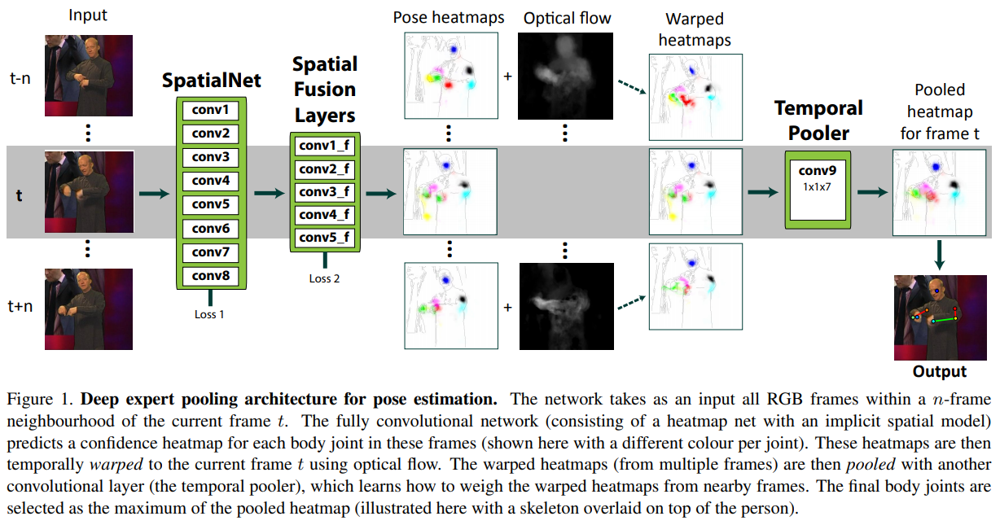 Input
Pose heatmaps
Optical flow
Warped
heatmaps
t-n
SpatialNet
Spatial
Fusion
Layers
+
Pooled
heatmap
for frame t
Temporal
Pooler
conv1
conv2
conv3
conv4
conv5
conv6
conv7
conv8
Loss 1
conv1_f
conv2_f
conv3_f
conv4_f
conv5_f
Loss 2
t
conv9
1x1x7
t+n
+
Output
Figure 1. Deep expert pooling architecture for pose estimation. The network takes as an input all RGB frames within a n-frame
neighbourhood of the current frame t. The fully convolutional network (consisting of a heatmap net with an implicit spatial model)
predicts a confidence heatmap for each body joint in these frames (shown here with a different colour per joint). These heatmaps are then
temporally warped to the current frame t using optical flow. The warped heatmaps (from multiple frames) are then pooled with another
convolutional layer (the temporal pooler), which learns how to weigh the warped heatmaps from nearby frames. The final body joints are
selected as the maximum of the pooled heatmap (illustrated here with a skeleton overlaid on top of the person).